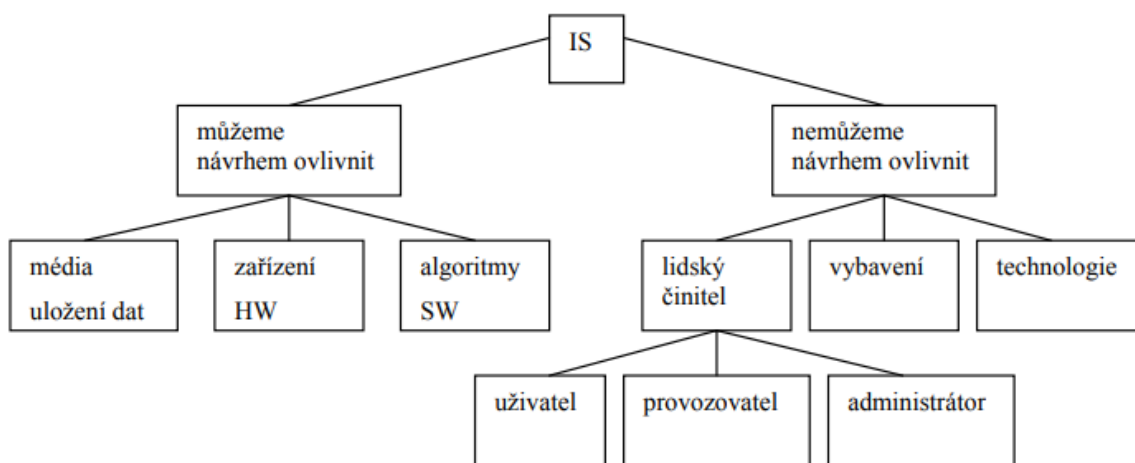 IS
můžeme
návrhem ovlivnit
nemůžeme
návrhem ovlivnit
média
uložení dat
zařízení
HW
algoritmy
SW
lidský
činitel
vybavení
technologie
uživatel
provozovatel
administrátor